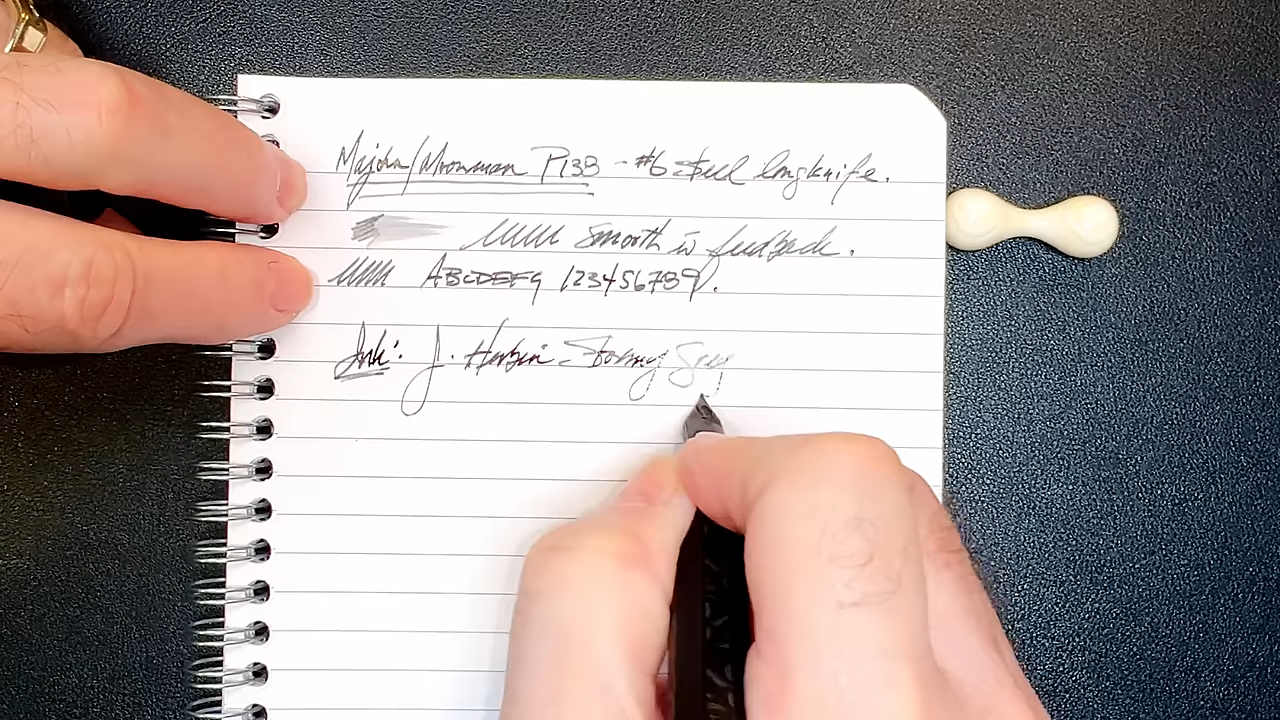 Majohn/Moonman P138 - #6 Steel longknife.
Smooth w feedback.
ABCDEFG 123456789.
Ink: J. Herbin Stormy Grey